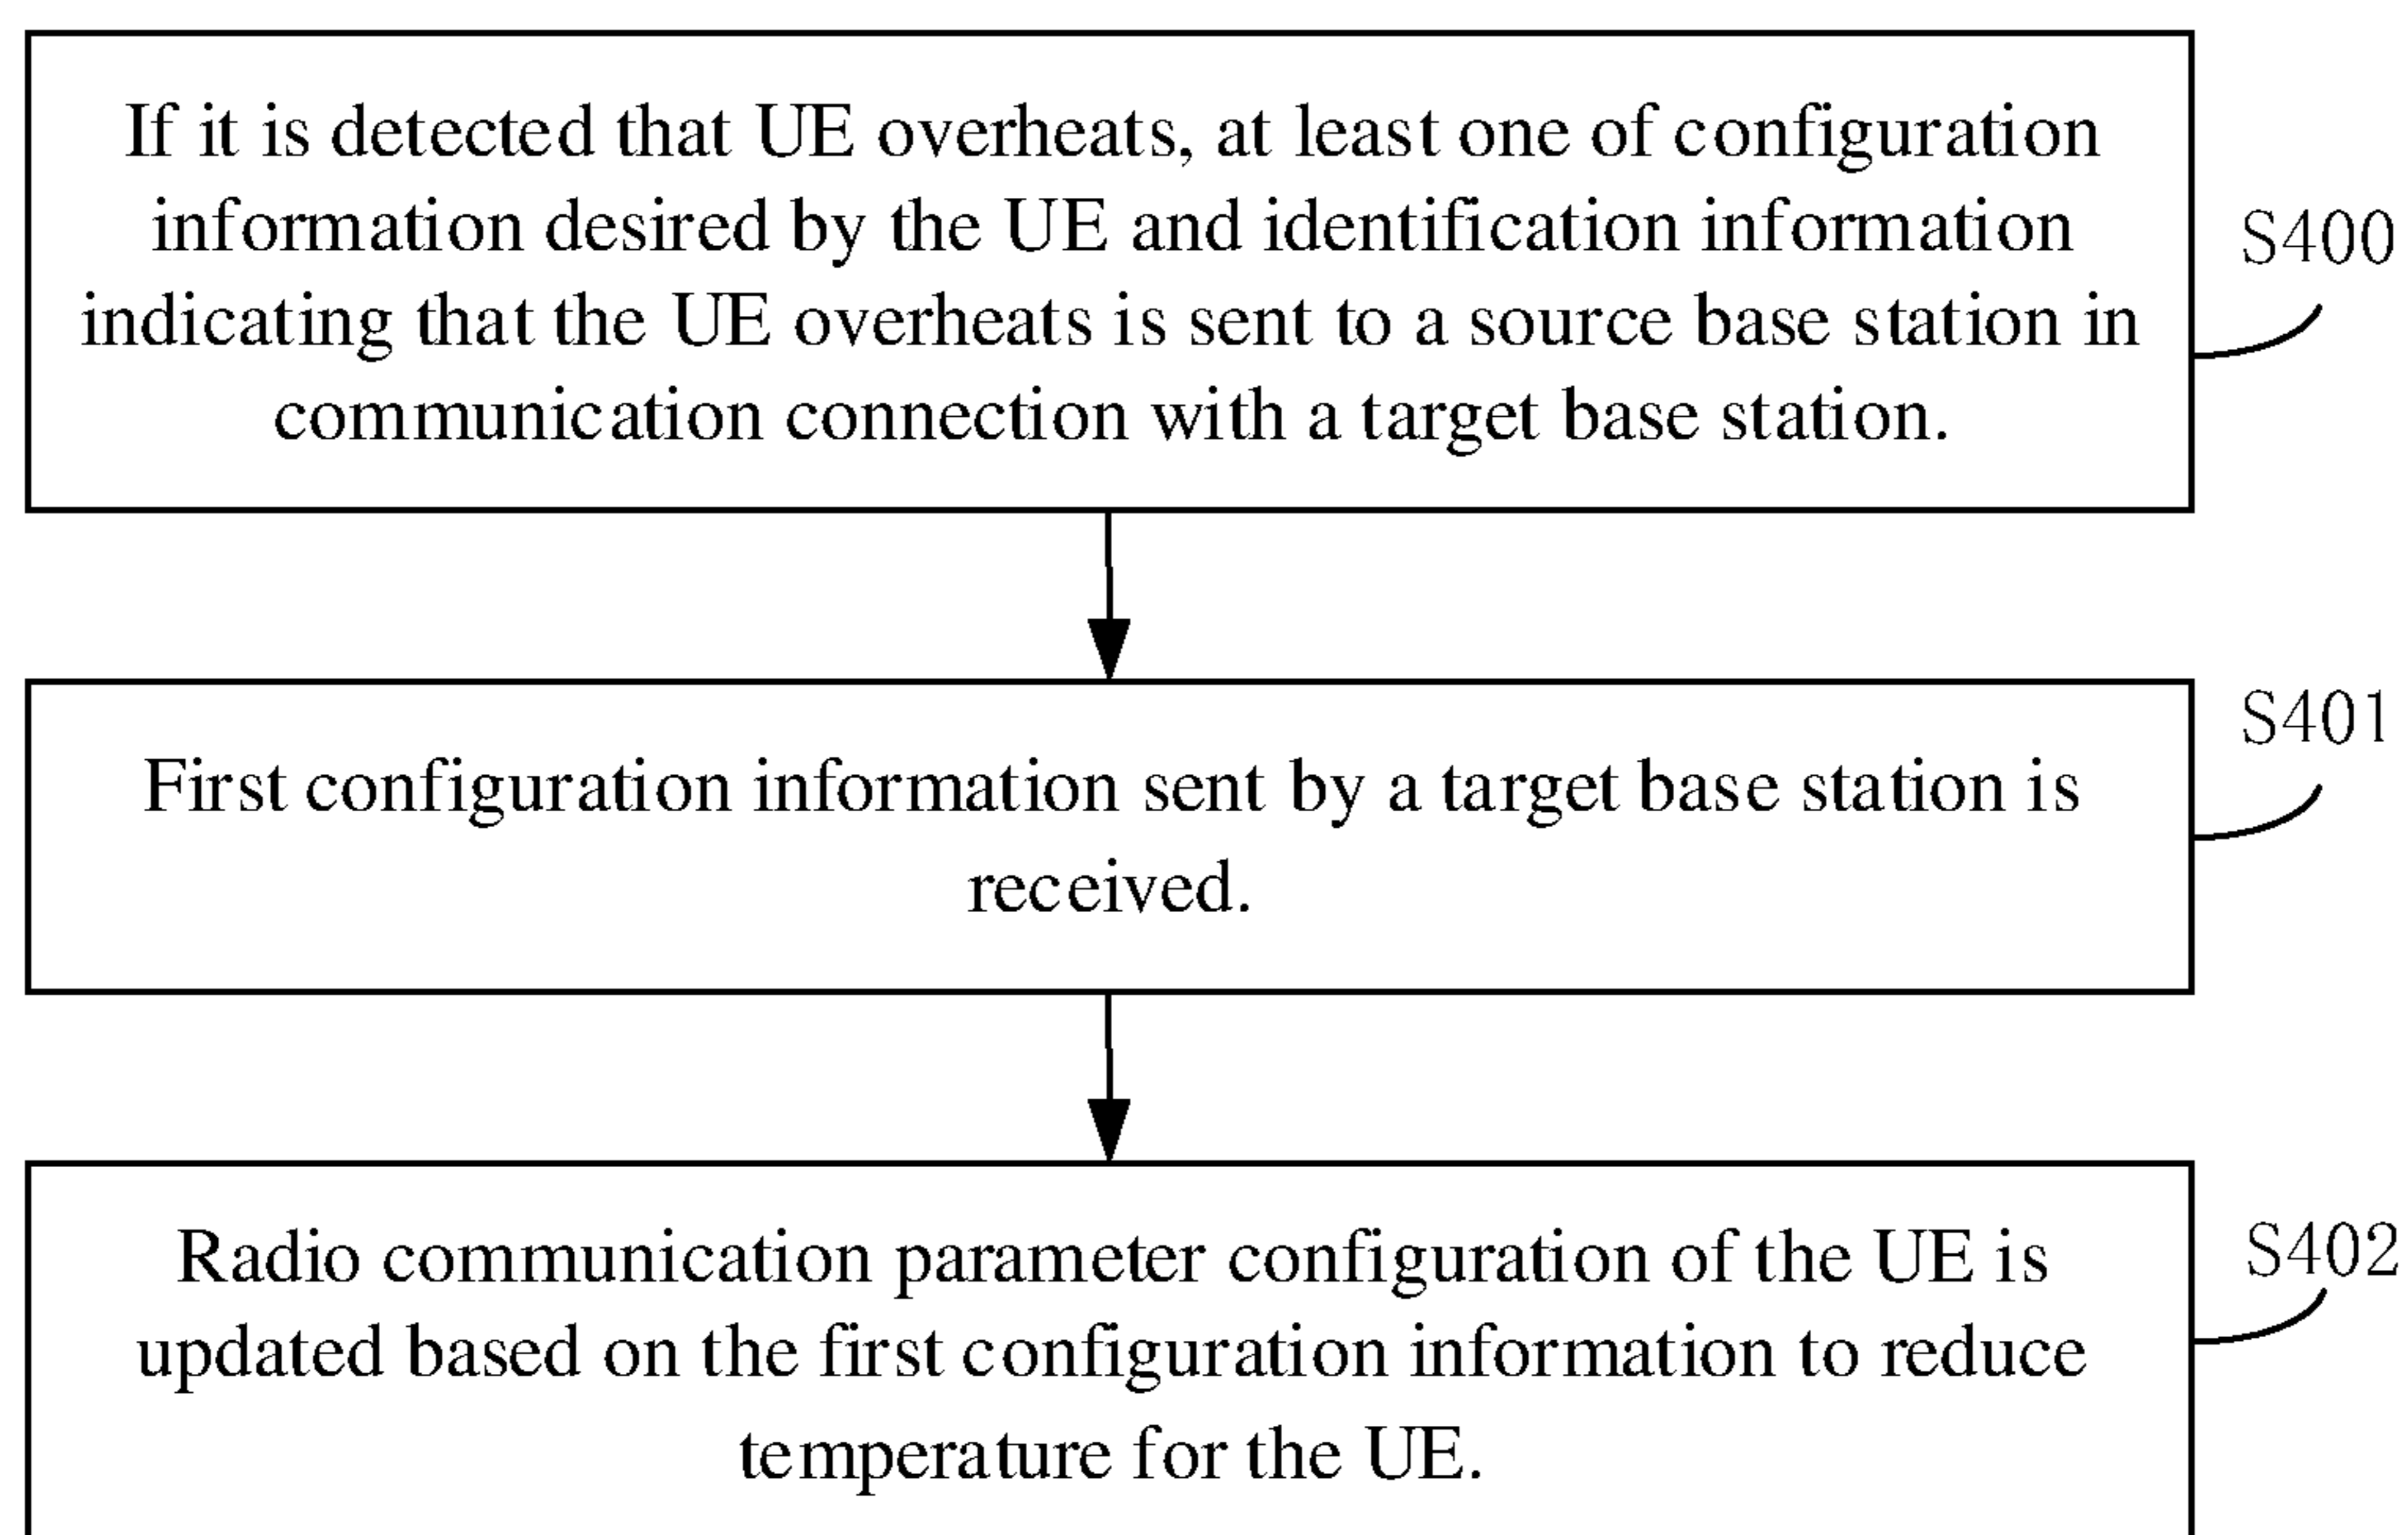 If it is detected that UE overheats, at least one of configuration
information desired by the UE and identification information
indicating that the UE overheats is sent to a source base station in
communication connection with a target base station.
S400
First configuration information sent by a target base station is
received.
S401
Radio communication parameter configuration of the UE is
updated based on the first configuration information to reduce
temperature for the UE.
S402